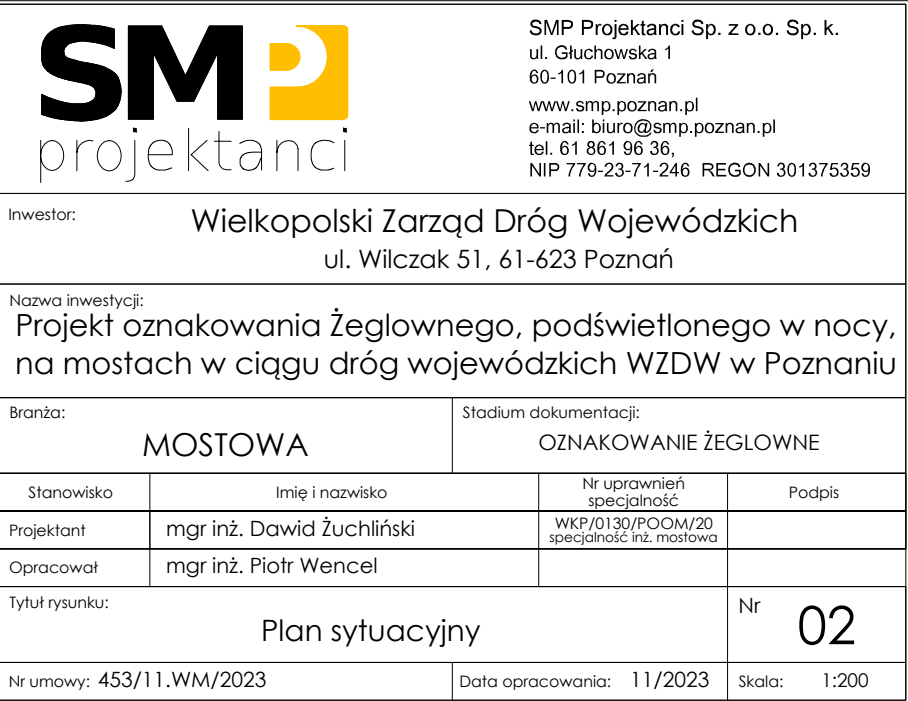 SMP
projektanci
SMP Projektanci Sp. z o.o. Sp. k.
ul. Głuchowska 1
60-101 Poznań
www.smp.poznan.pl
e-mail: biuro@smp.poznan.pl
tel. 61 861 96 36,
NIP 779-23-71-246 REGON 301375359
Inwestor:
Wielkopolski Zarząd Dróg Wojewódzkich
ul. Wilczak 51, 61-623 Poznań
Nazwa inwestycji:
Projekt oznakowania Żeglownego, podświetlonego w nocy,
na mostach w ciągu dróg wojewódzkich WZDW w Poznaniu
Branża:
MOSTOWA
Stadium dokumentacji:
OZNAKOWANIE ŻEGLOWNE
Stanowisko
Imię i nazwisko
Nr uprawnień
specjalność
Podpis
Projektant
mgr inż. Dawid Żuchliński
WKP/0130/POOM/20
specjalność inż. mostowa
Opracował
mgr inż. Piotr Wencel
Tytuł rysunku:
Plan sytuacyjny
Nr 02
Nr umowy: 453/11.WM/2023
Data opracowania: 11/2023
Skala: 1:200